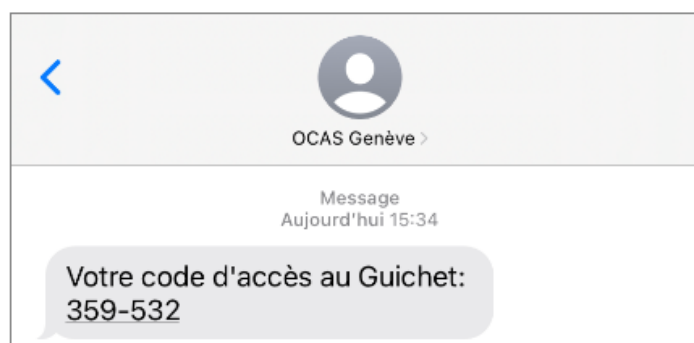 OCAS Genève
Message
Aujourd'hui 15:34
Votre code d'accès au Guichet:
359-532